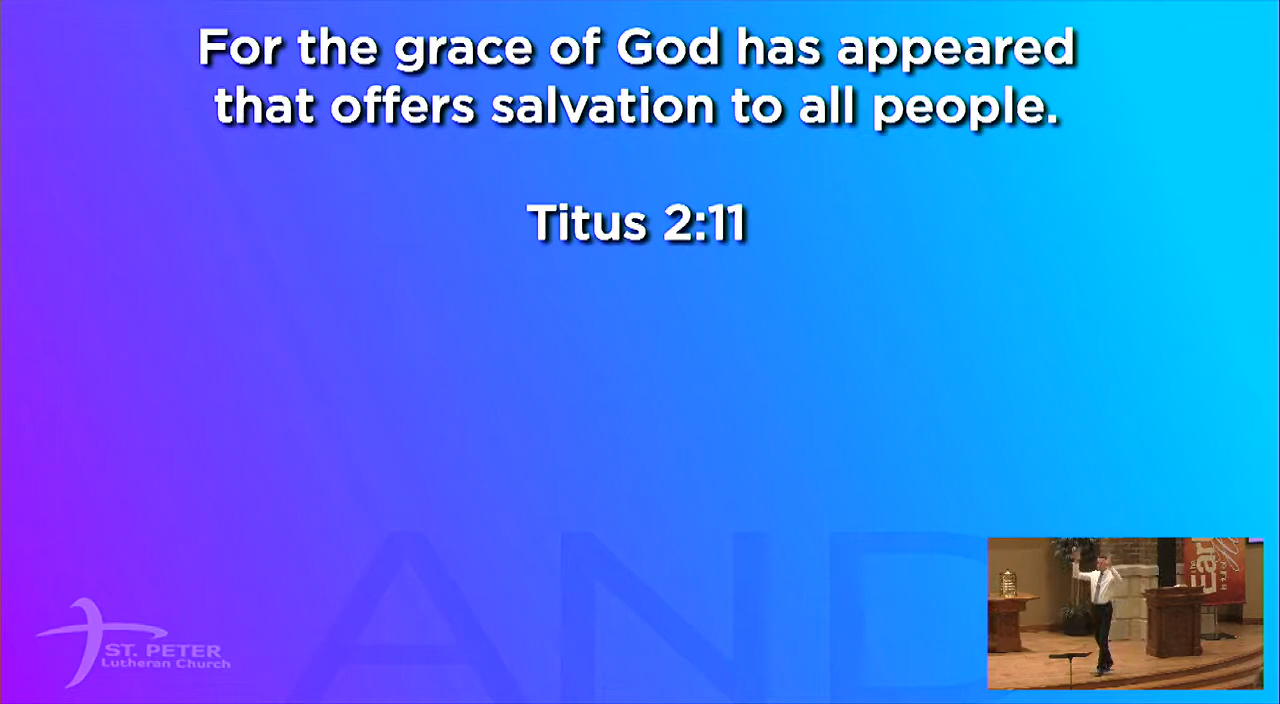 For the grace of God has appeared
that offers salvation to all people.
Titus 2:11
AND
ST. PETER
Lutheran Church